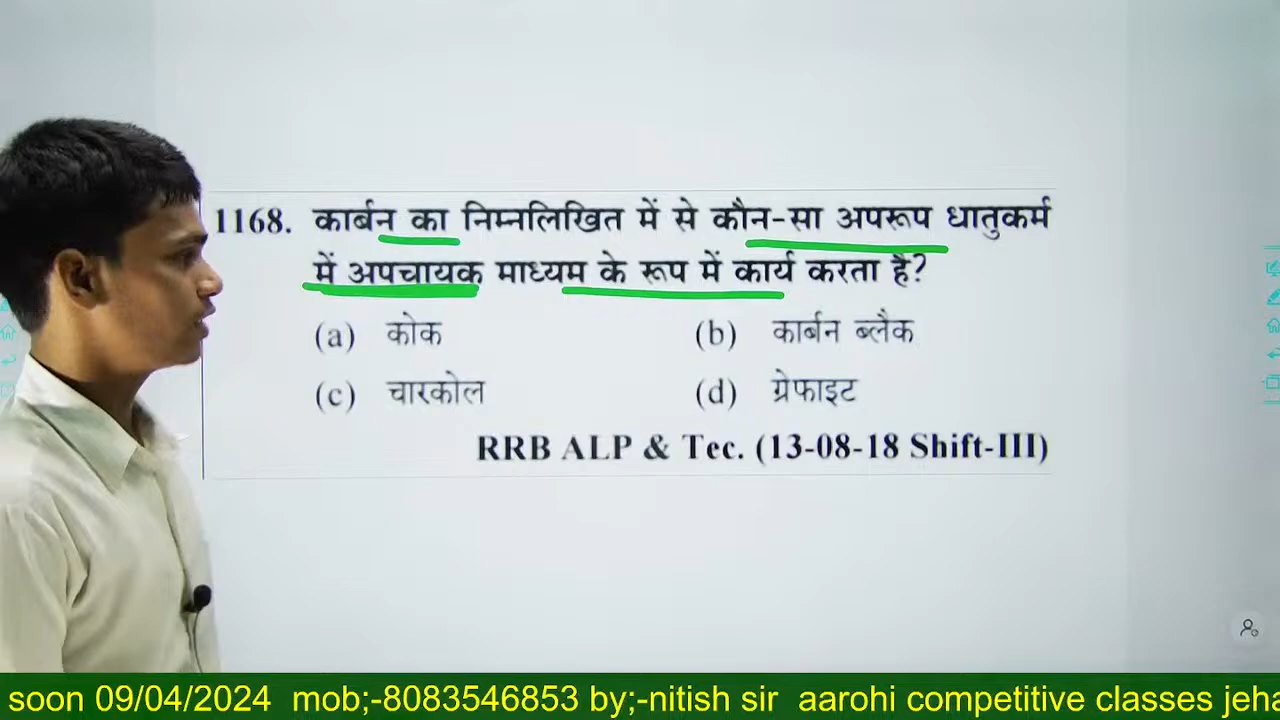 1168. कार्बन का निम्नलिखित में से कौन-सा अपरूप धातुकर्म
में अपचायक माध्यम के रूप में कार्य करता है?
(a) कोक (b) कार्बन ब्लैक
(c) चारकोल (d) ग्रेफाइट
RRB ALP & Tec. (13-08-18 Shift-III)
soon 09/04/2024 mob;-8083546853 by;-nitish sir aarohi competitive classes jeha